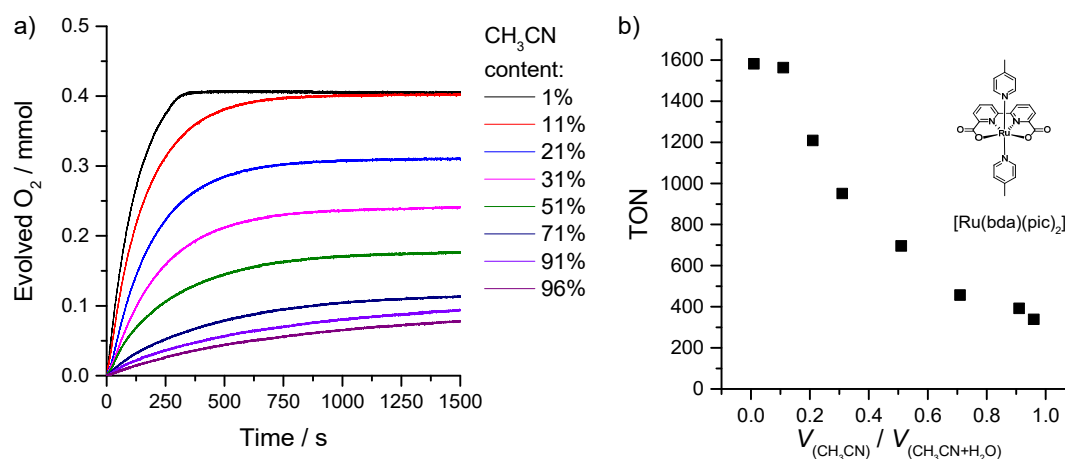 a)
Evolved O₂ / mmol
0.5
0.4
0.3
0.2
0.1
0.0
0 250 500 750 1000 1250 1500
Time / s
CH₃CN
content:
1%
11%
21%
31%
51%
71%
91%
96%
b)
TON
1600
1400
1200
1000
800
600
400
200
0
0.0 0.2 0.4 0.6 0.8 1.0
V(CH₃CN) / V(CH₃CN+H₂O)
N
N N
O Ru O
O O
N
[Ru(bda)(pic)₂]